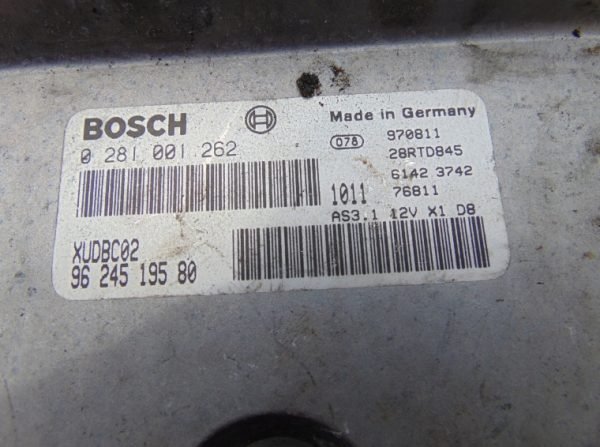 BOSCH
Made in Germany
0 281 001 262
078 970811
28RTD845
6142 3742
1011 76811
AS3.1 12V X1 D8
XUDBC02
96 245 195 80